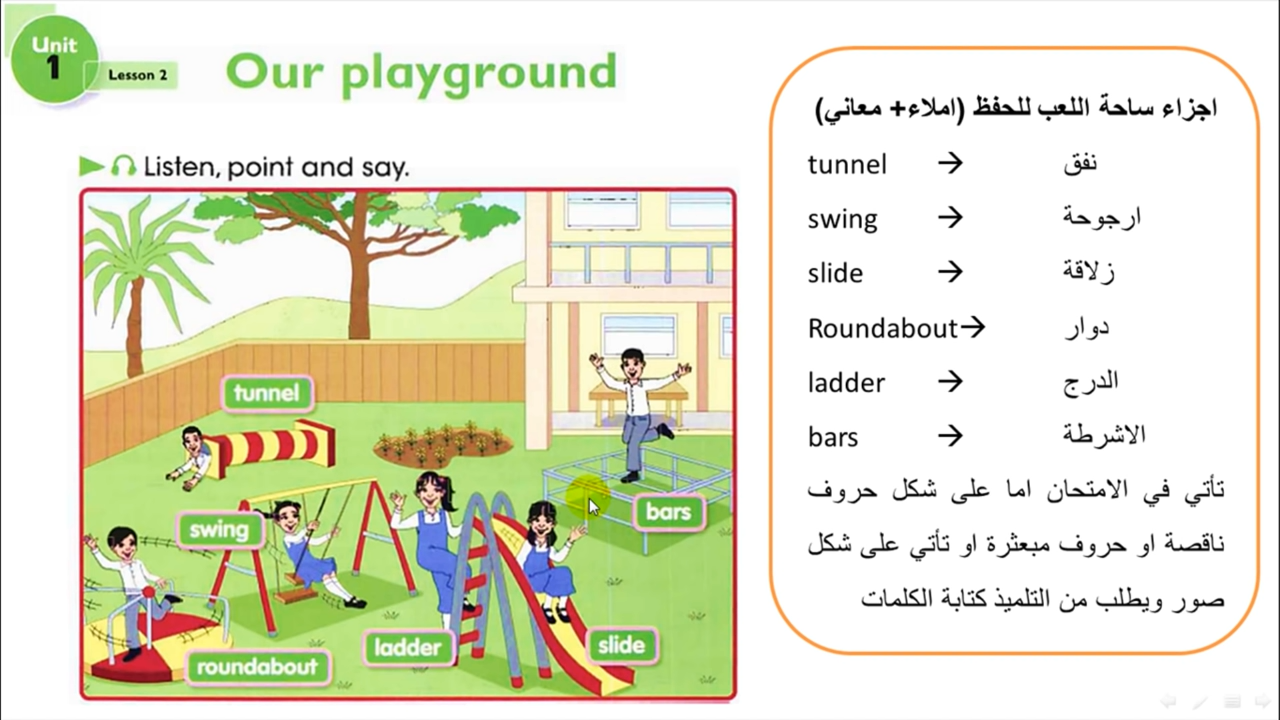 Unit
1
Lesson 2
Our playground
Listen, point and say.
tunnel
swing
bars
ladder
slide
roundabout
اجزاء ساحة اللعب للحفظ (املاء+ معاني)
tunnel → نفق
swing → ارجوحة
slide → زلاقة
Roundabout→ دوار
ladder → الدرج
bars → الاشرطة
تأتي في الامتحان اما على شكل حروف
ناقصة او حروف مبعثرة او تأتي على شكل
صور ويطلب من التلميذ كتابة الكلمات